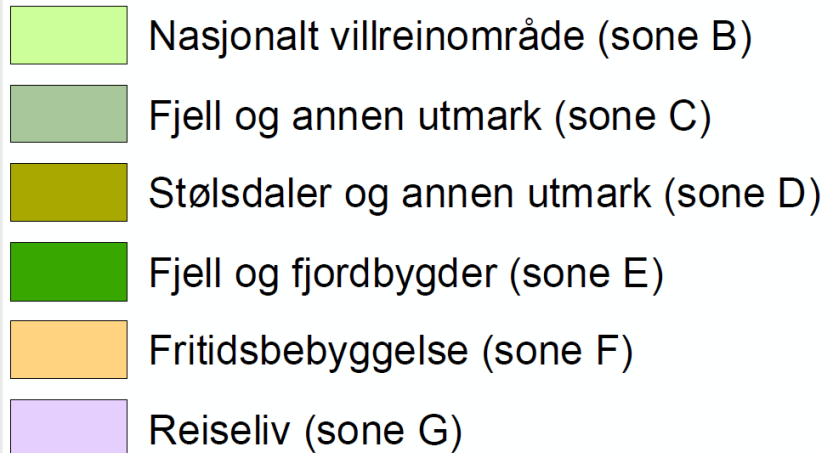 Nasjonalt villreinområde (sone B)
Fjell og annen utmark (sone C)
Stølsdaler og annen utmark (sone D)
Fjell og fjordbygder (sone E)
Fritidsbebyggelse (sone F)
Reiseliv (sone G)